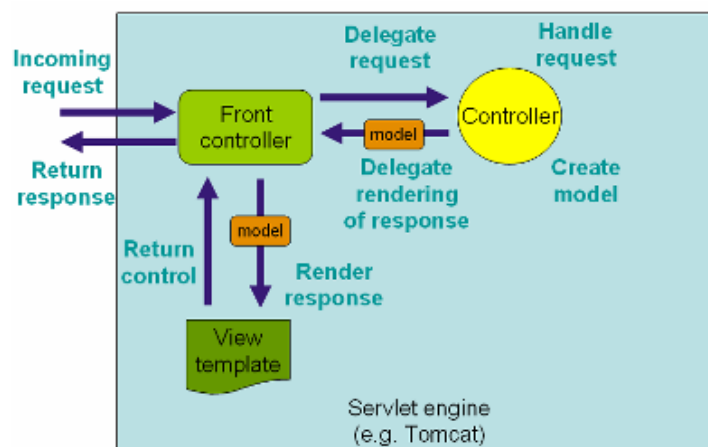 Incoming
request
Return
response
Front
controller
Delegate
request
Handle
request
Controller
model
Delegate
rendering
of response
Create
model
Return
control
model
Render
response
View
template
Servlet engine
(e.g. Tomcat)